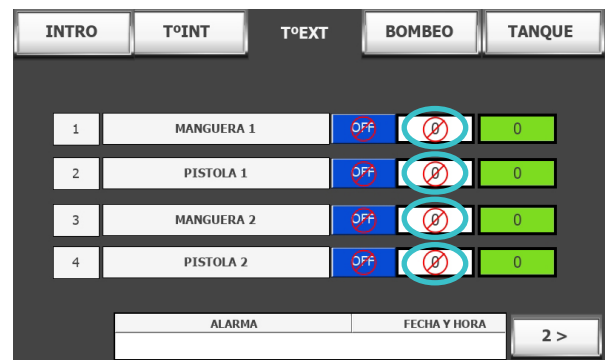 INTRO TºINT TºEXT BOMBEO TANQUE
1 MANGUERA 1 OFF 0 0
2 PISTOLA 1 OFF 0 0
3 MANGUERA 2 OFF 0 0
4 PISTOLA 2 OFF 0 0
ALARMA FECHA Y HORA
2 >